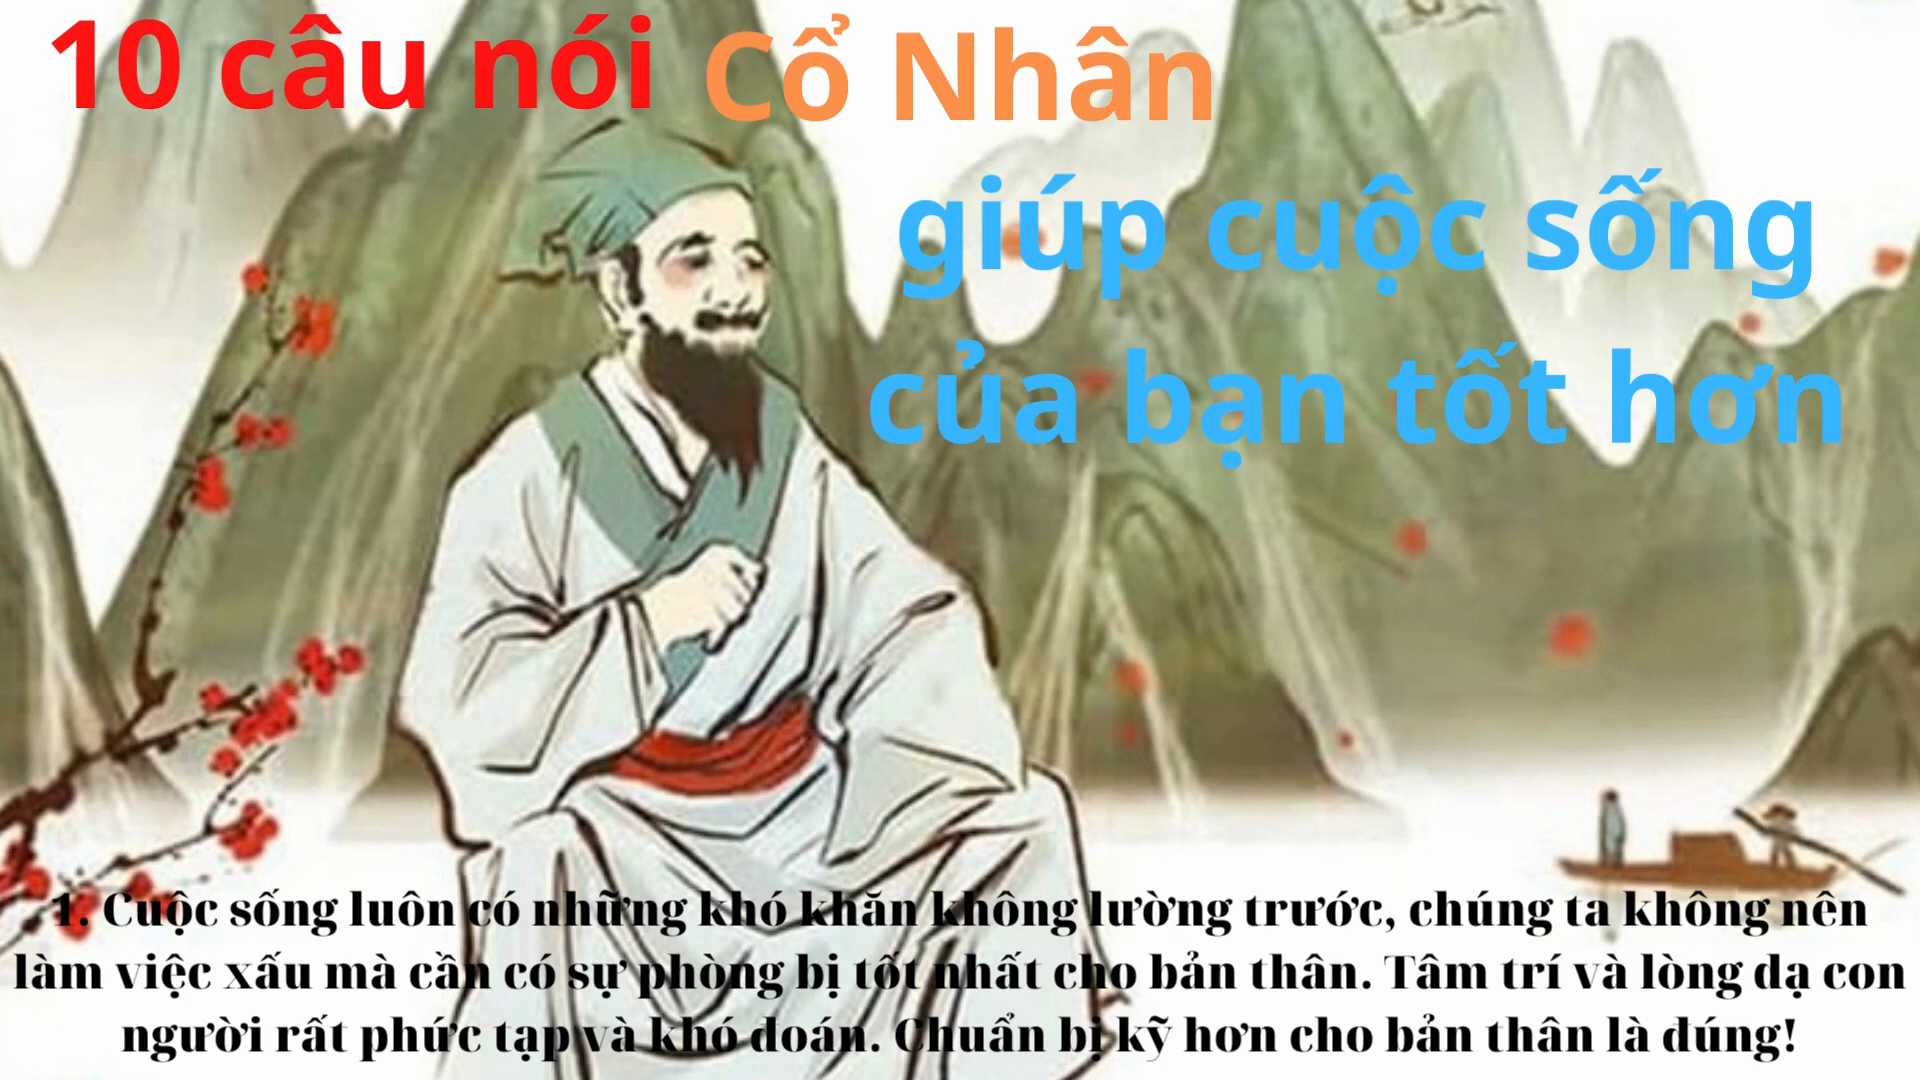 10 câu nói Cổ Nhân
giúp cuộc sống
của bạn tốt hơn
1. Cuộc sống luôn có những khó khăn không lường trước, chúng ta không nên
làm việc xấu mà cần có sự phòng bị tốt nhất cho bản thân. Tâm trí và lòng dạ con
người rất phức tạp và khó đoán. Chuẩn bị kỹ hơn cho bản thân là đúng!